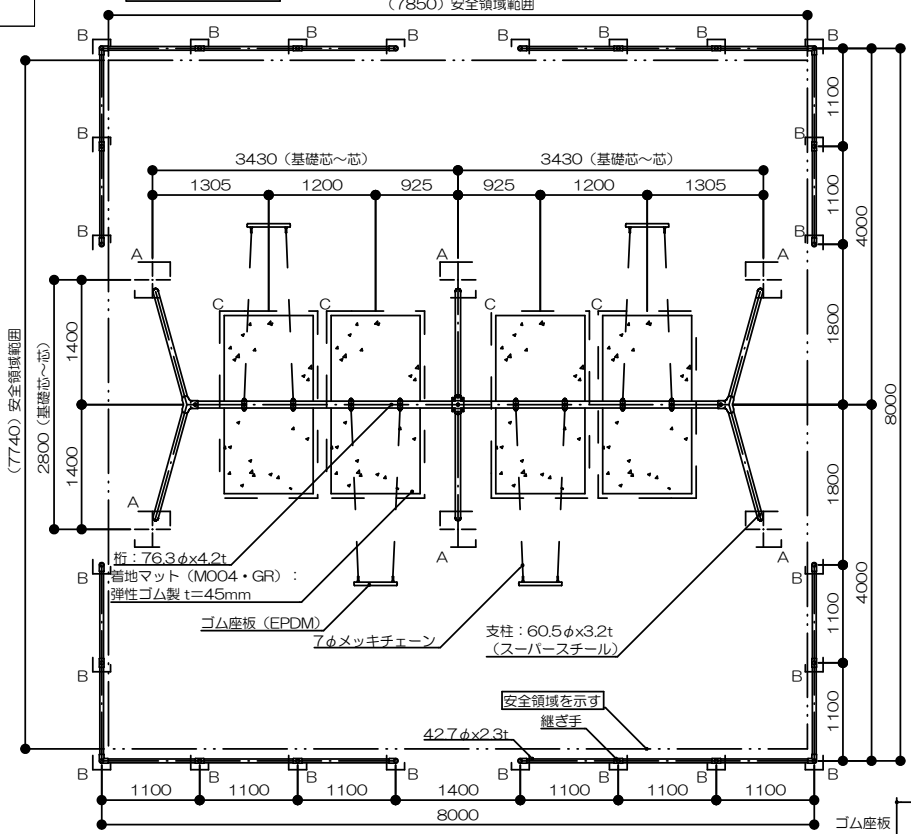 (7850) 安全領域範囲
B B B B B B B B
1100
B B
3430 (基礎芯~芯) 3430 (基礎芯~芯)
1305 1200 925 925 1200 1305
1100
4000
B B
A A A
C C C C
1400
1800
(7740) 安全領域範囲
2800 (基礎芯~芯)
8000
1400
1800
A A A
桁:76.3φx4.2t
着地マット(M004・GR):
弾性ゴム製 t=45mm
B B
ゴム座板(EPDM)
7φメッキチェーン
支柱:60.5φx3.2t
(スーパースチール)
1100
4000
B B
安全領域を示す
継ぎ手
42.7φx2.3t
1100
B B B B B B B B
1100 1100 1100 1400 1100 1100 1100
8000
ゴム座板